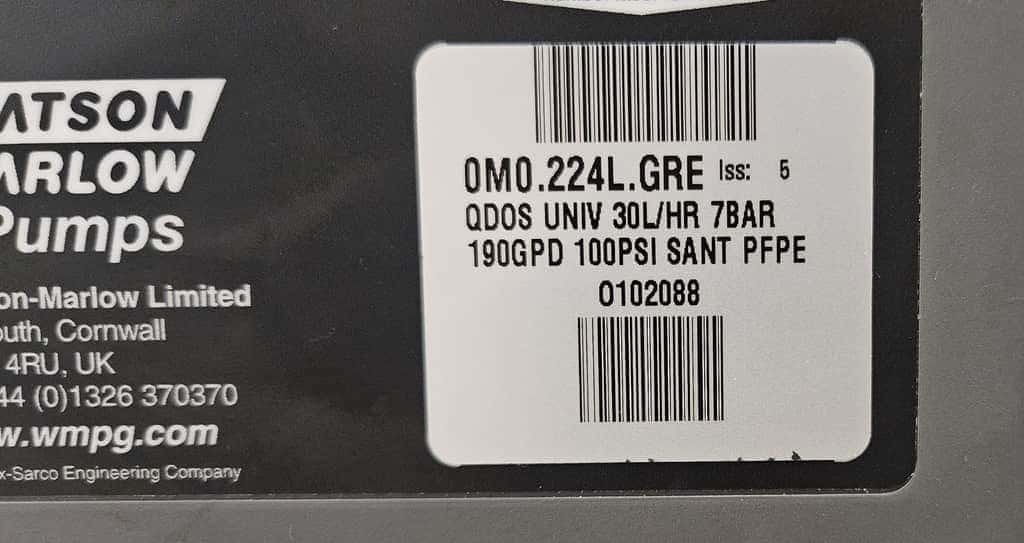 ATSON
ARLOW
Pumps
on-Marlow Limited
outh, Cornwall
4RU, UK
44 (0)1326 370370
w.wmpg.com
x-Sarco Engineering Company
0M0.224L.GRE Iss: 5
QDOS UNIV 30L/HR 7BAR
190GPD 100PSI SANT PFPE
0102088